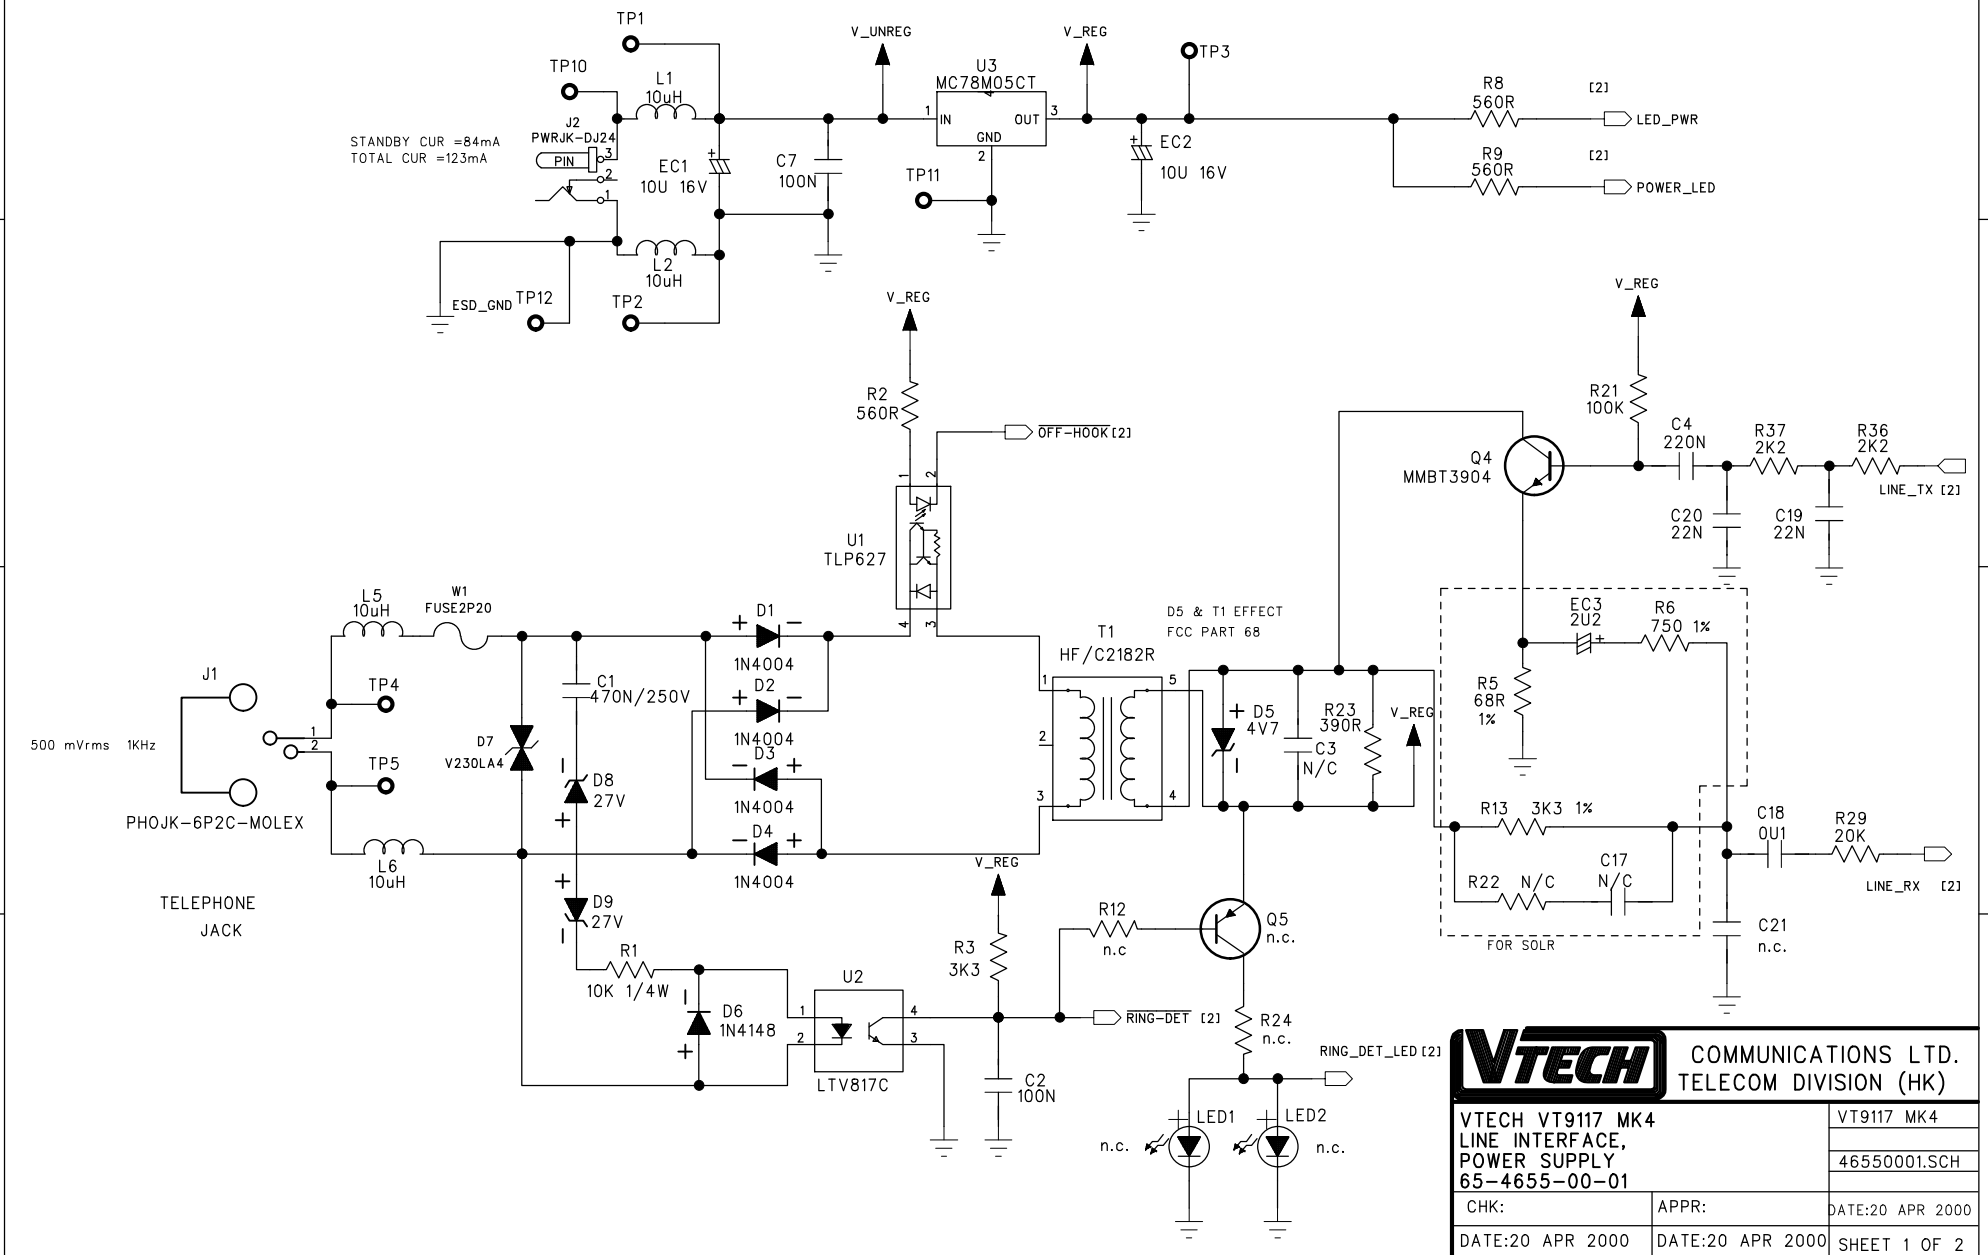 TP1
TP10
L1
10uH
J2
PWRJK-DJ24
STANDBY CUR =84mA
TOTAL CUR =123mA
PIN
3
2
1
EC1
10U 16V
C7
100N
V_UNREG
U3
MC78M05CT
1
IN
OUT
3
GND
2
TP11
V_REG
TP3
EC2
10U 16V
R8
560R
[2]
LED_PWR
R9
560R
[2]
POWER_LED
L2
10uH
ESD_GND
TP12
TP2
V_REG
R2
560R
OFF-HOOK [2]
1
2
U1
TLP627
4
3
V_REG
R21
100K
Q4
MMBT3904
C4
220N
R37
2K2
R36
2K2
LINE_TX [2]
C20
22N
C19
22N
L5
10uH
W1
FUSE2P20
D1
1N4004
D2
1N4004
D3
1N4004
D4
1N4004
C1
470N/250V
J1
TP4
500 mVrms 1KHz
1
2
TP5
D7
V230LA4
D8
27V
PHOJK-6P2C-MOLEX
L6
10uH
TELEPHONE
JACK
D9
27V
R1
10K 1/4W
D6
1N4148
U2
1
2
4
3
LTV817C
V_REG
R3
3K3
C2
100N
RING-DET [2]
R12
n.c
Q5
n.c.
R24
n.c.
RING_DET_LED [2]
LED1
n.c.
LED2
n.c.
D5 & T1 EFFECT
FCC PART 68
T1
HF/C2182R
1
2
3
5
4
D5
4V7
C3
N/C
R23
390R
V_REG
EC3
2U2
R6
750 1%
R5
68R
1%
R13 3K3 1%
R22 N/C
C17
N/C
FOR SOLR
C18
0U1
R29
20K
LINE_RX [2]
C21
n.c.
VTECH
COMMUNICATIONS LTD.
TELECOM DIVISION (HK)
VTECH VT9117 MK4
LINE INTERFACE,
POWER SUPPLY
65-4655-00-01
VT9117 MK4
46550001.SCH
CHK:
APPR:
DATE:20 APR 2000
DATE:20 APR 2000
DATE:20 APR 2000
SHEET 1 OF 2